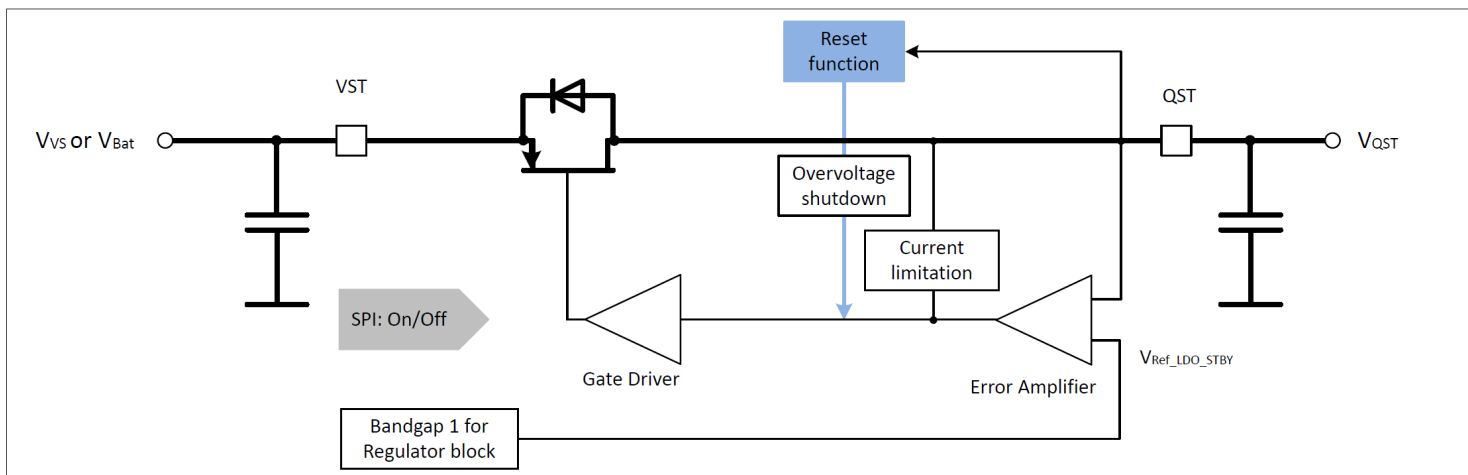 Reset
function
VST
QST
VVS or VBat
VQST
Overvoltage
shutdown
Current
limitation
SPI: On/Off
Gate Driver
Error Amplifier
VRef_LDO_STBY
Bandgap 1 for
Regulator block